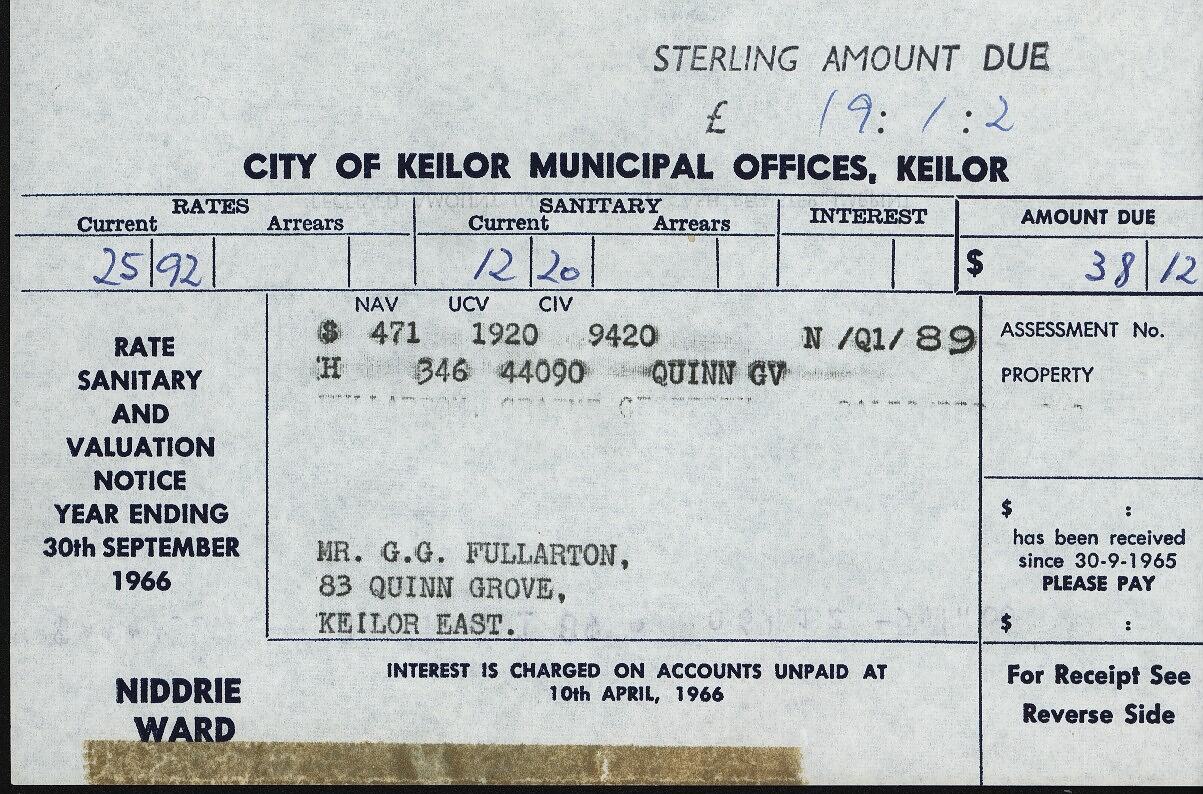 STERLING AMOUNT DUE
£ 19: 1 : 2
CITY OF KEILOR MUNICIPAL OFFICES, KEILOR
RATES SANITARY INTEREST AMOUNT DUE
Current Arrears Current Arrears
25 92 12 20 $ 38 12
NAV UCV CIV
$ 471 1920 9420 N /Q1/ 89
H 346 44090 QUINN GV
ASSESSMENT No.
PROPERTY
RATE
SANITARY
AND
VALUATION
NOTICE
YEAR ENDING
30th SEPTEMBER
1966
MR. G.G. FULLARTON,
83 QUINN GROVE,
KEILOR EAST.
$ :
has been received
since 30-9-1965
PLEASE PAY
$ :
NIDDRIE
WARD
INTEREST IS CHARGED ON ACCOUNTS UNPAID AT
10th APRIL, 1966
For Receipt See
Reverse Side